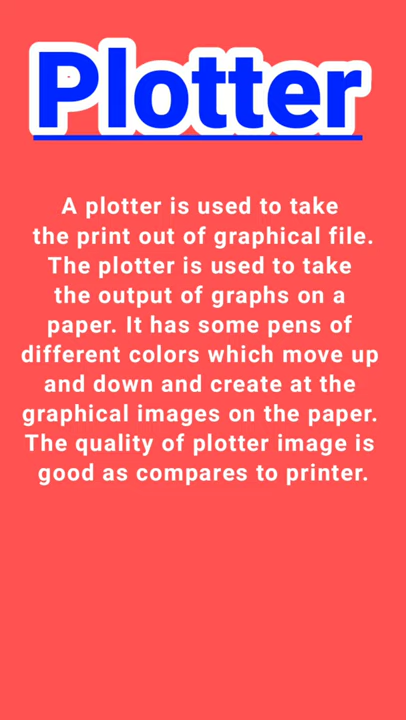 Plotter
A plotter is used to take
the print out of graphical file.
The plotter is used to take
the output of graphs on a
paper. It has some pens of
different colors which move up
and down and create at the
graphical images on the paper.
The quality of plotter image is
good as compares to printer.